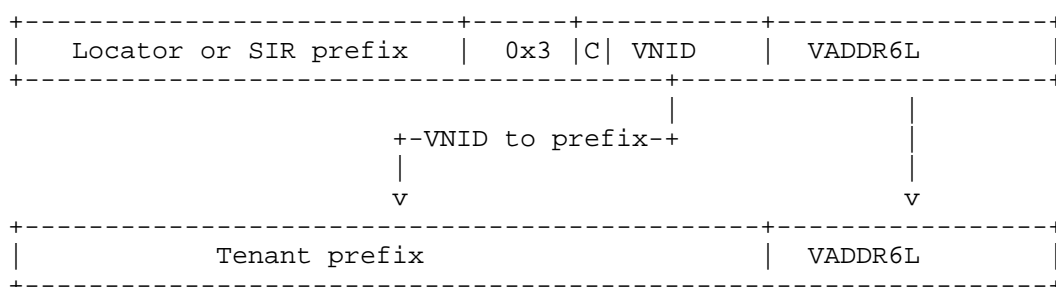 Locator or SIR prefix | 0x3 |C| VNID | VADDR6L
+-VNID to prefix-+
v v
Tenant prefix | VADDR6L